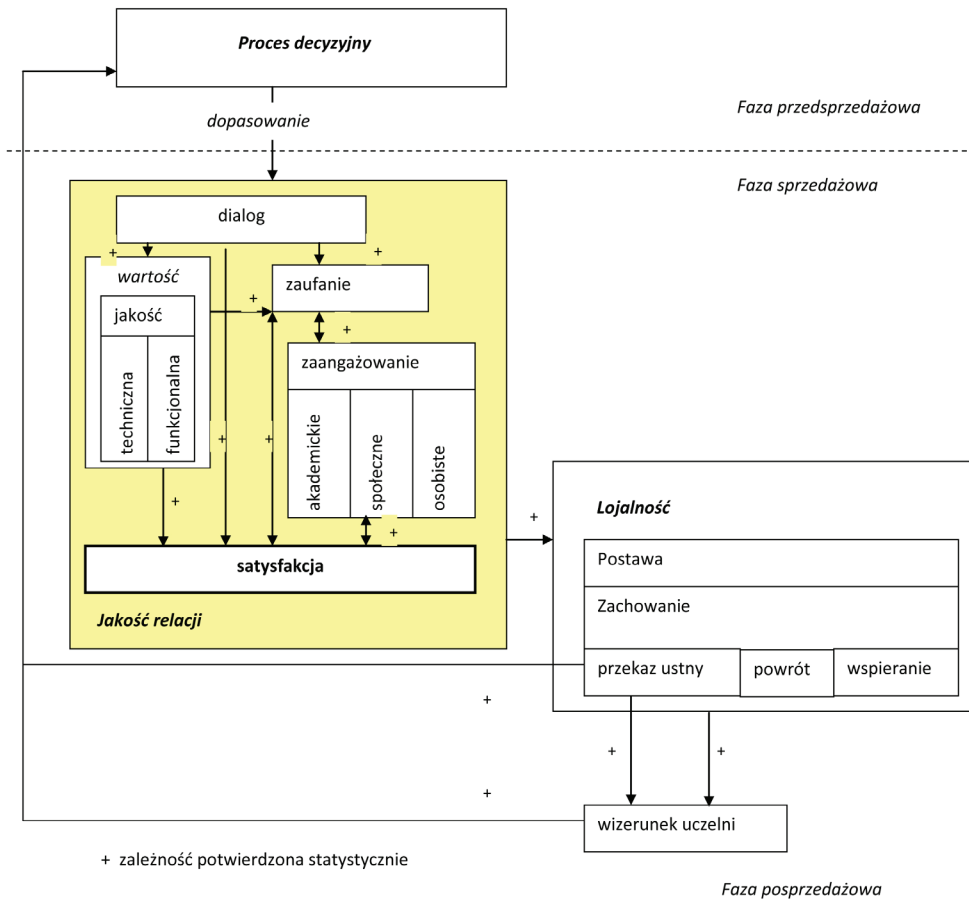 Proces decyzyjny
Faza przedsprzedażowa
dopasowanie
Faza sprzedażowa
dialog
+
+
wartość
zaufanie
+
jakość
+
zaangażowanie
techniczna
funkcjonalna
+
+
akademickie
społeczne
osobiste
+
+
+
Lojalność
Postawa
satysfakcja
Zachowanie
Jakość relacji
przekaz ustny
powrót
wspieranie
+
+
+
+
wizerunek uczelni
+ zależność potwierdzona statystycznie
Faza posprzedażowa